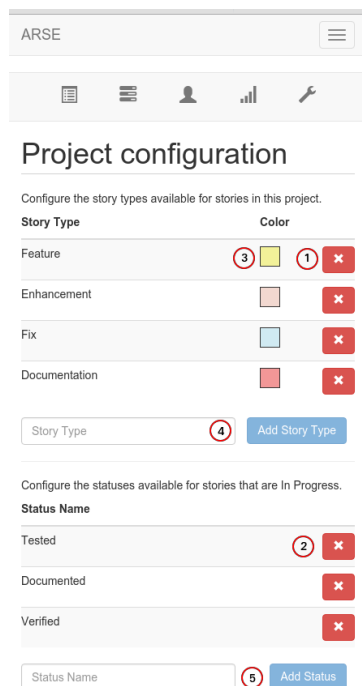 ARSE
Project configuration
Configure the story types available for stories in this project.
Story Type Color
Feature 3 1
Enhancement
Fix
Documentation
Story Type 4 Add Story Type
Configure the statuses available for stories that are In Progress.
Status Name
Tested 2
Documented
Verified
Status Name 5 Add Status